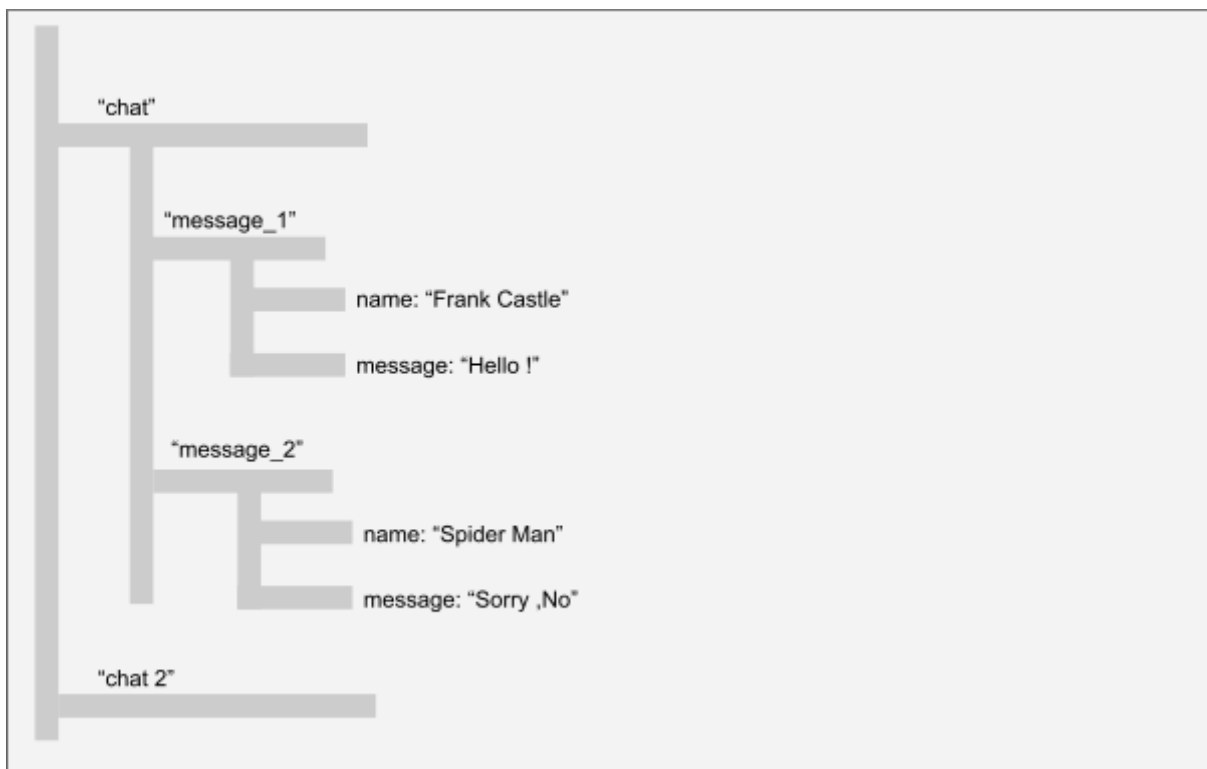 “chat”
“message_1”
name: “Frank Castle”
message: “Hello !”
“message_2”
name: “Spider Man”
message: “Sorry ,No”
“chat 2”